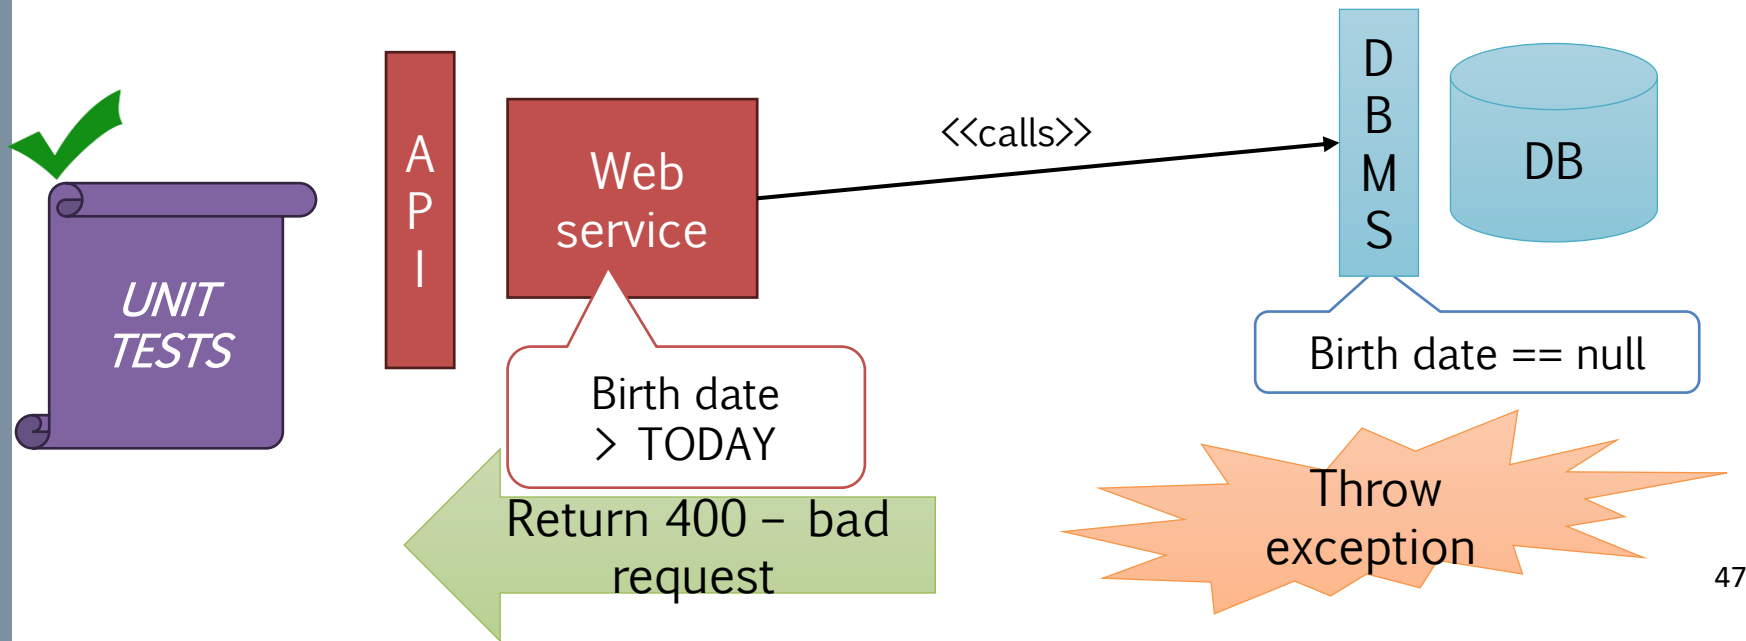 UNIT
TESTS
A
P
I
Web
service
<<calls>>
D
B
M
S
DB
Birth date
> TODAY
Birth date == null
Return 400 – bad
request
Throw
exception
47